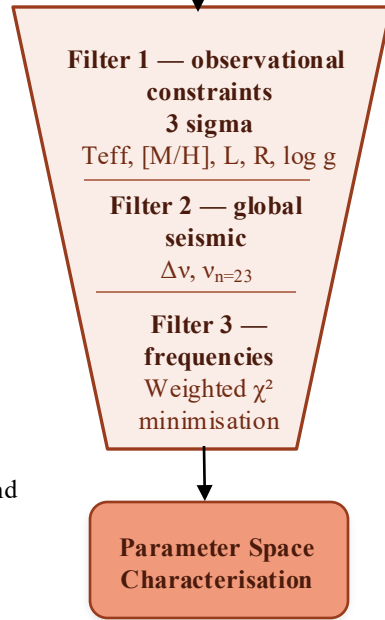 Filter 1 — observational
constraints
3 sigma
Teff, [M/H], L, R, log g
Filter 2 — global
seismic
Δν, νₙ₌₂₃
Filter 3 —
frequencies
Weighted χ²
minimisation
nd
Parameter Space
Characterisation